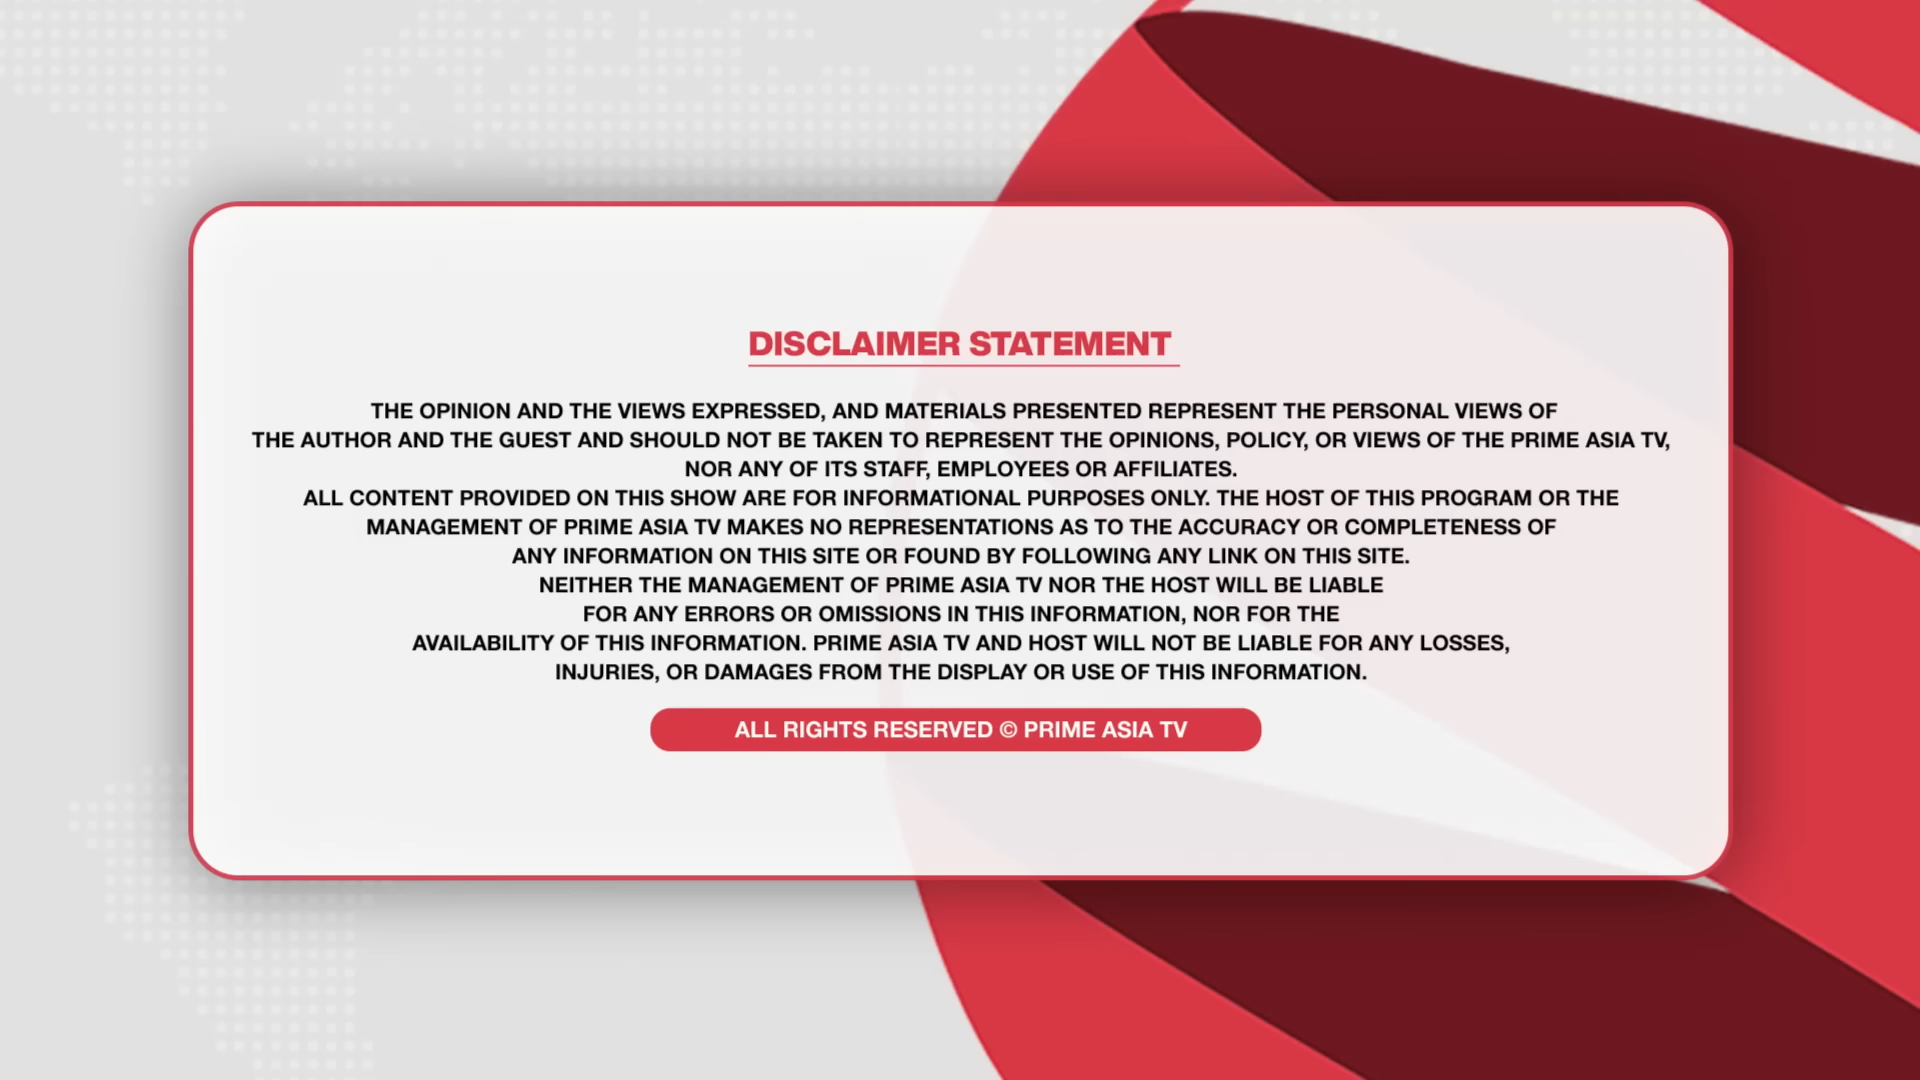 DISCLAIMER STATEMENT
THE OPINION AND THE VIEWS EXPRESSED, AND MATERIALS PRESENTED REPRESENT THE PERSONAL VIEWS OF
THE AUTHOR AND THE GUEST AND SHOULD NOT BE TAKEN TO REPRESENT THE OPINIONS, POLICY, OR VIEWS OF THE PRIME ASIA TV,
NOR ANY OF ITS STAFF, EMPLOYEES OR AFFILIATES.
ALL CONTENT PROVIDED ON THIS SHOW ARE FOR INFORMATIONAL PURPOSES ONLY. THE HOST OF THIS PROGRAM OR THE
MANAGEMENT OF PRIME ASIA TV MAKES NO REPRESENTATIONS AS TO THE ACCURACY OR COMPLETENESS OF
ANY INFORMATION ON THIS SITE OR FOUND BY FOLLOWING ANY LINK ON THIS SITE.
NEITHER THE MANAGEMENT OF PRIME ASIA TV NOR THE HOST WILL BE LIABLE
FOR ANY ERRORS OR OMISSIONS IN THIS INFORMATION, NOR FOR THE
AVAILABILITY OF THIS INFORMATION. PRIME ASIA TV AND HOST WILL NOT BE LIABLE FOR ANY LOSSES,
INJURIES, OR DAMAGES FROM THE DISPLAY OR USE OF THIS INFORMATION.
ALL RIGHTS RESERVED © PRIME ASIA TV